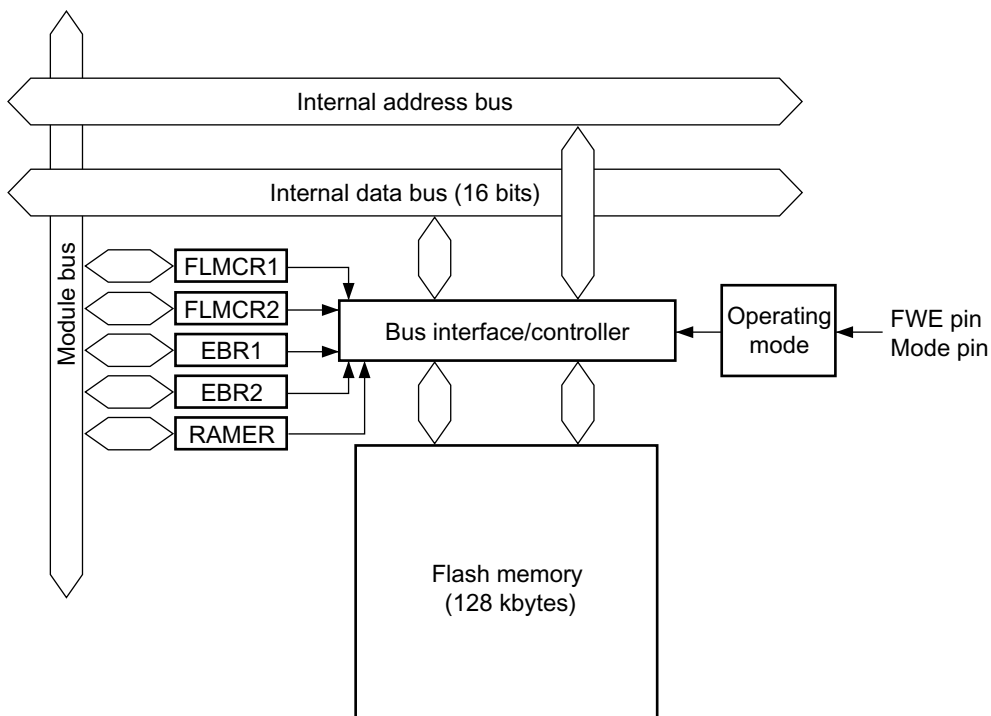 Internal address bus
Internal data bus (16 bits)
Module bus
FLMCR1
FLMCR2
EBR1
EBR2
RAMER
Bus interface/controller
Operating
mode
FWE pin
Mode pin
Flash memory
(128 kbytes)